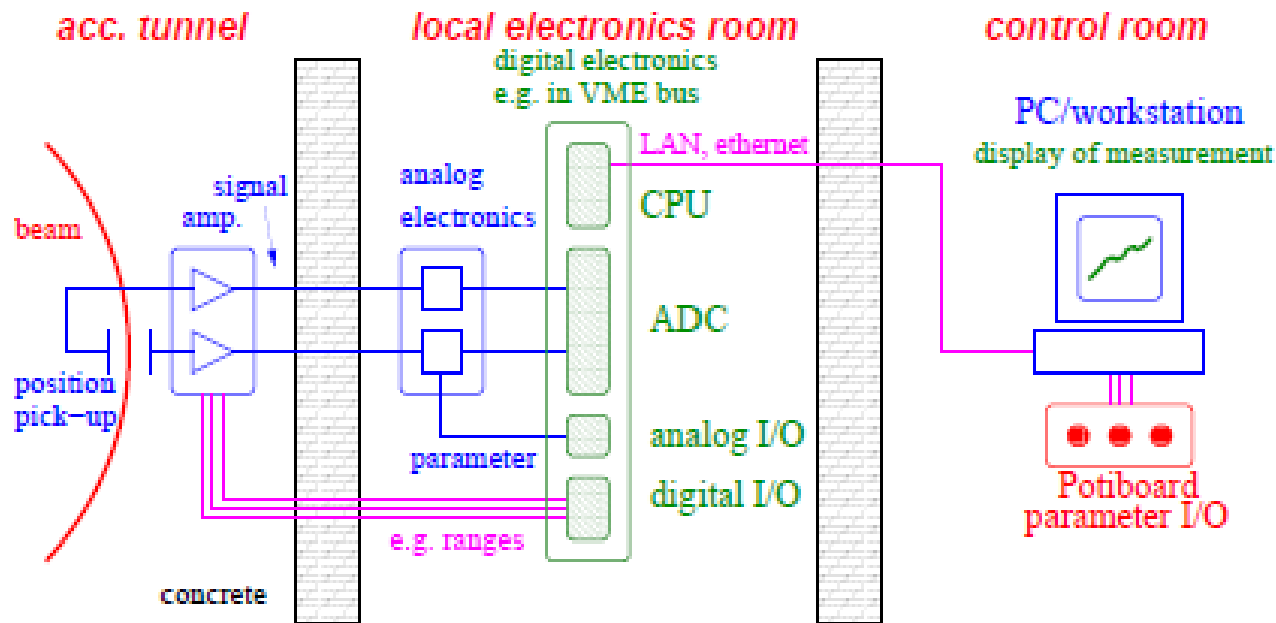 acc. tunnel
local electronics room
control room
digital electronics
e.g. in VME bus
PC/workstation
LAN, ethernet
display of measurement
signal
amp.
analog
electronics
CPU
beam
ADC
position
pick-up
parameter
analog I/O
digital I/O
Potiboard
parameter I/O
e.g. ranges
concrete